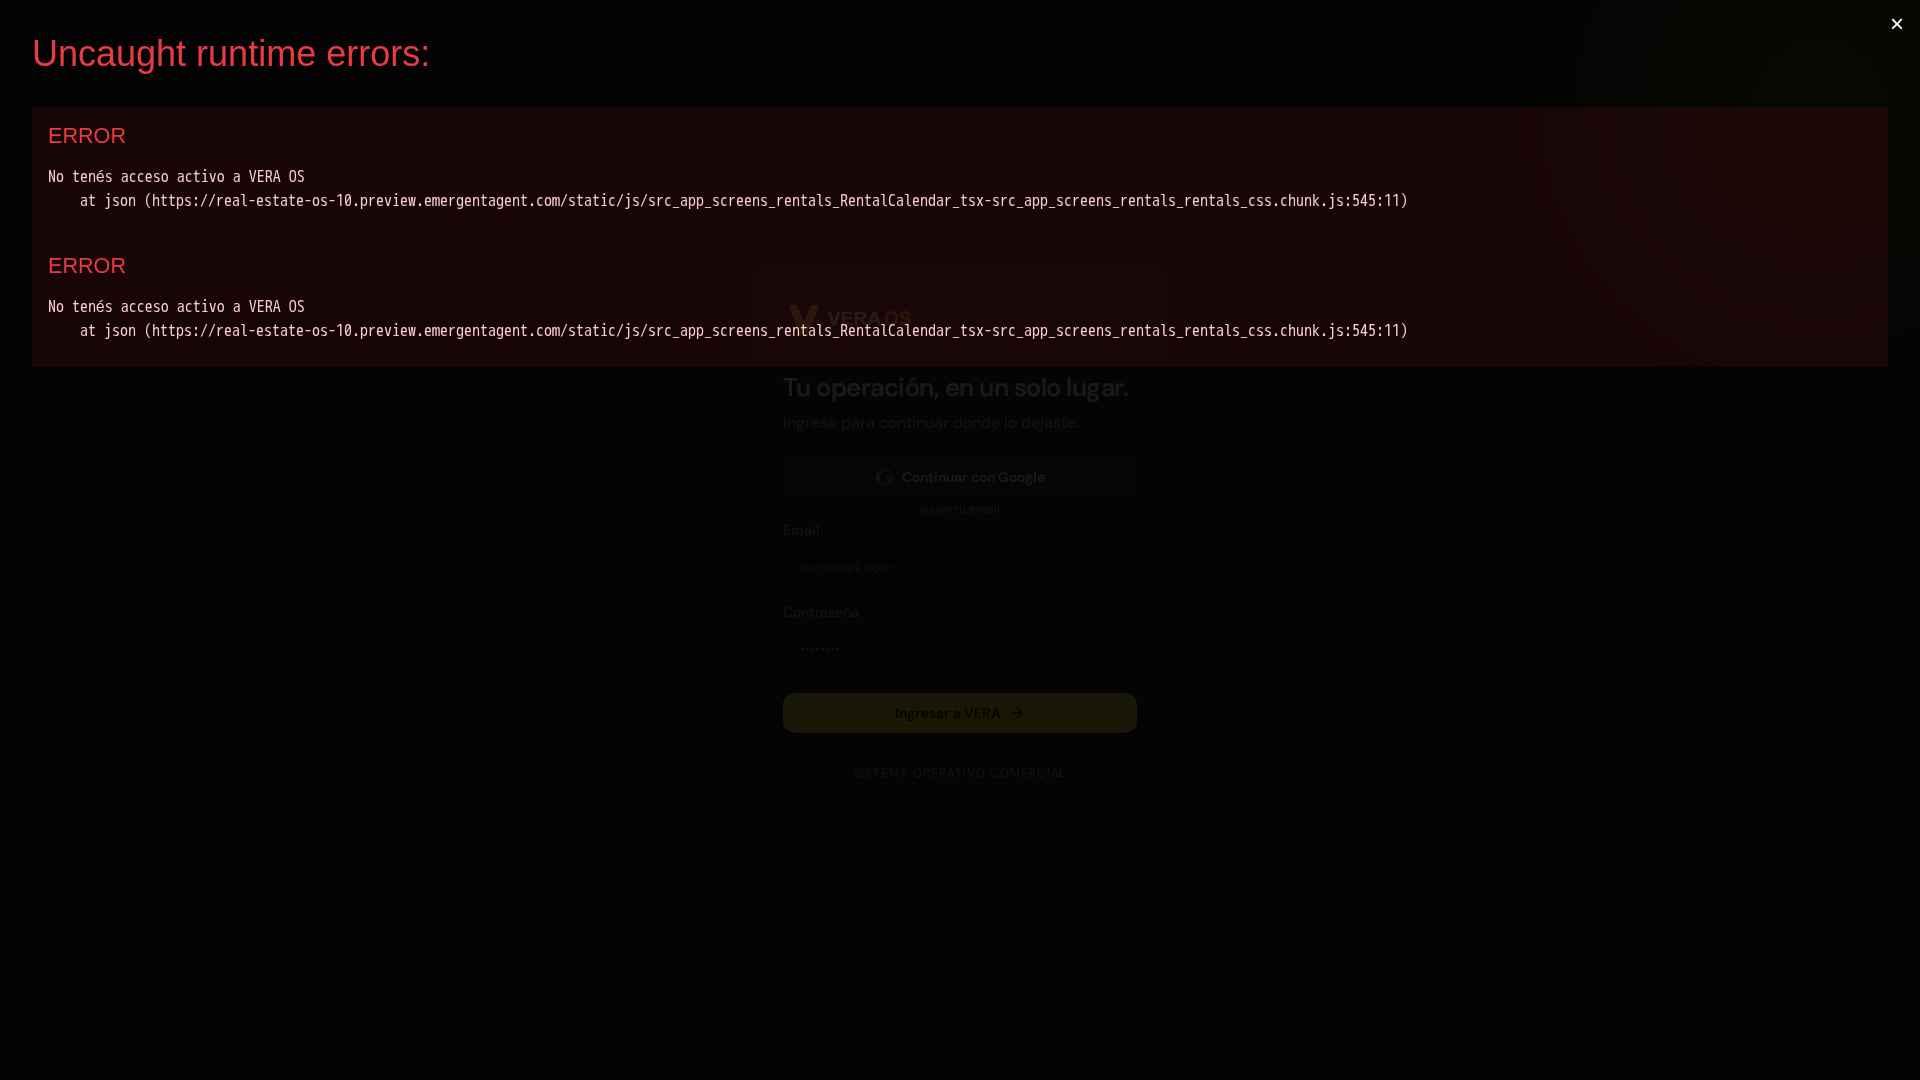 ×
Uncaught runtime errors:
ERROR
No tenés acceso activo a VERA OS
at json (https://real-estate-os-10.preview.emergentagent.com/static/js/src_app_screens_rentals_RentalCalendar_tsx-src_app_screens_rentals_rentals_css.chunk.js:545:11)
ERROR
No tenés acceso activo a VERA OS
VERA OS
at json (https://real-estate-os-10.preview.emergentagent.com/static/js/src_app_screens_rentals_RentalCalendar_tsx-src_app_screens_rentals_rentals_css.chunk.js:545:11)
Tu operación, en un solo lugar.
Ingresá para continuar donde lo dejaste.
Continuar con Google
Email
Contraseña
••••••••
Ingresar a VERA →
SISTEMA OPERATIVO COMERCIAL